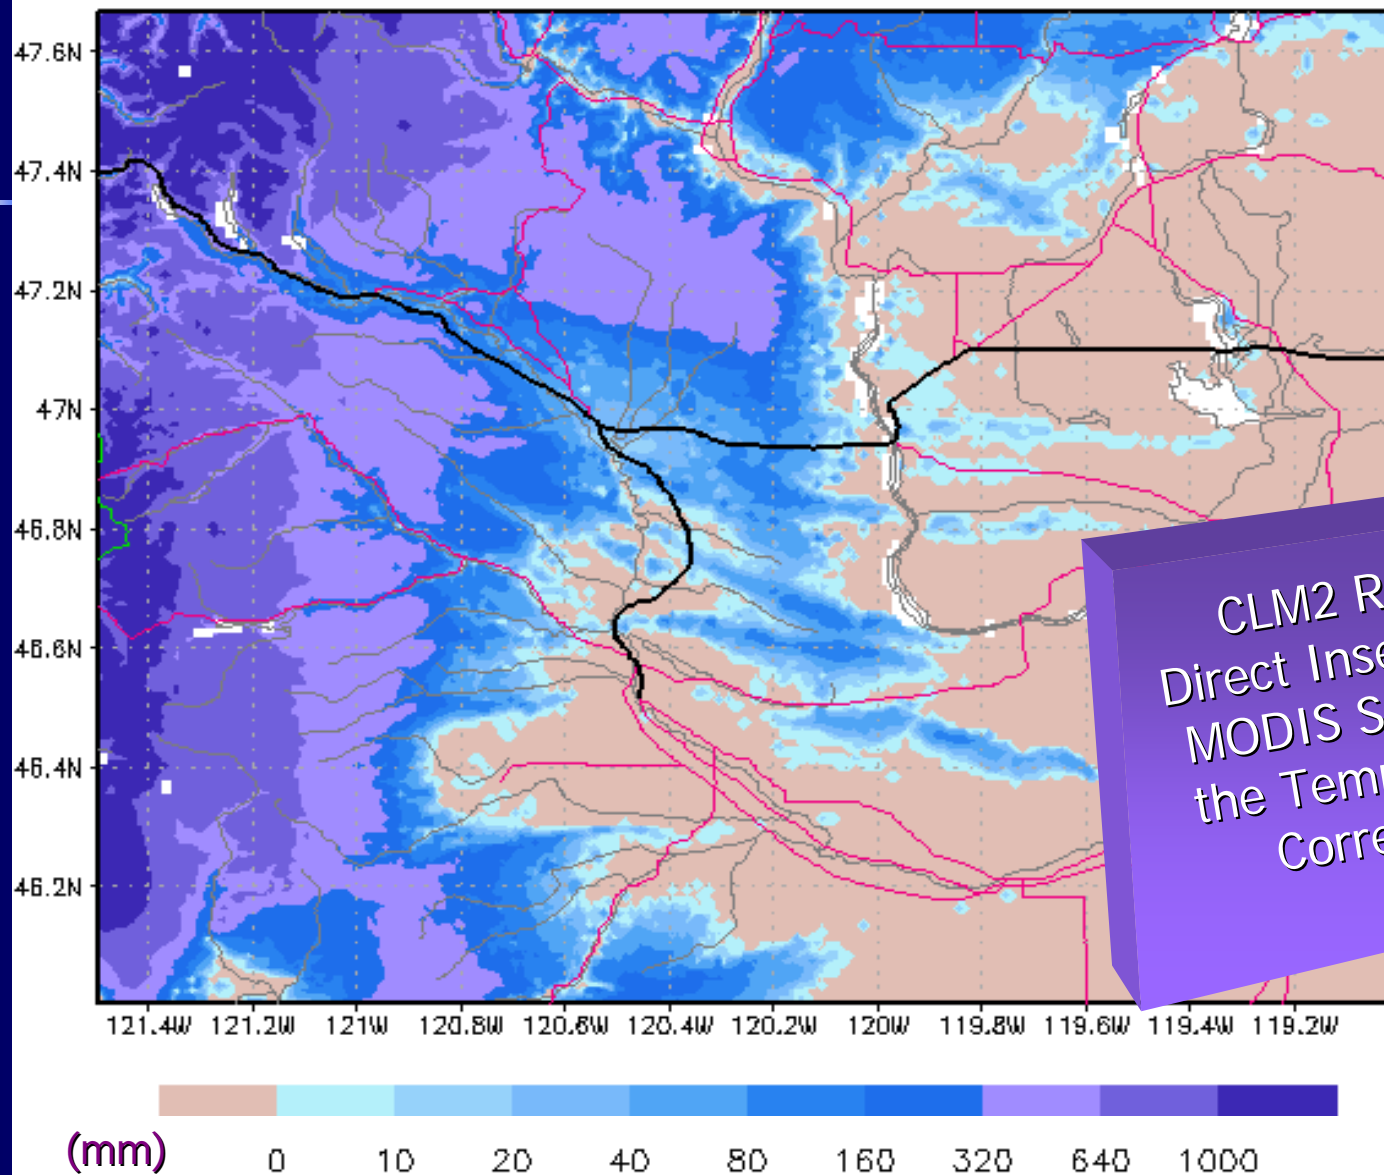 47.6N
47.4N
47.2N
47N
46.8N
46.6N
46.4N
46.2N
121.4W 121.2W 121W 120.8W 120.6W 120.4W 120.2W 120W 119.8W 119.6W 119.4W 119.2W
CLM2 R
Direct Inse
MODIS S
the Tem
Corre
(mm) 0 10 20 40 80 160 320 640 1000